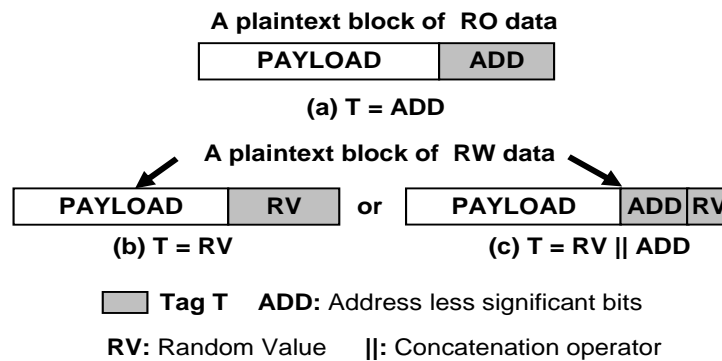 A plaintext block of RO data
PAYLOAD ADD
(a) T = ADD
A plaintext block of RW data
PAYLOAD RV or PAYLOAD ADD RV
(b) T = RV (c) T = RV || ADD
Tag T ADD: Address less significant bits
RV: Random Value ||: Concatenation operator